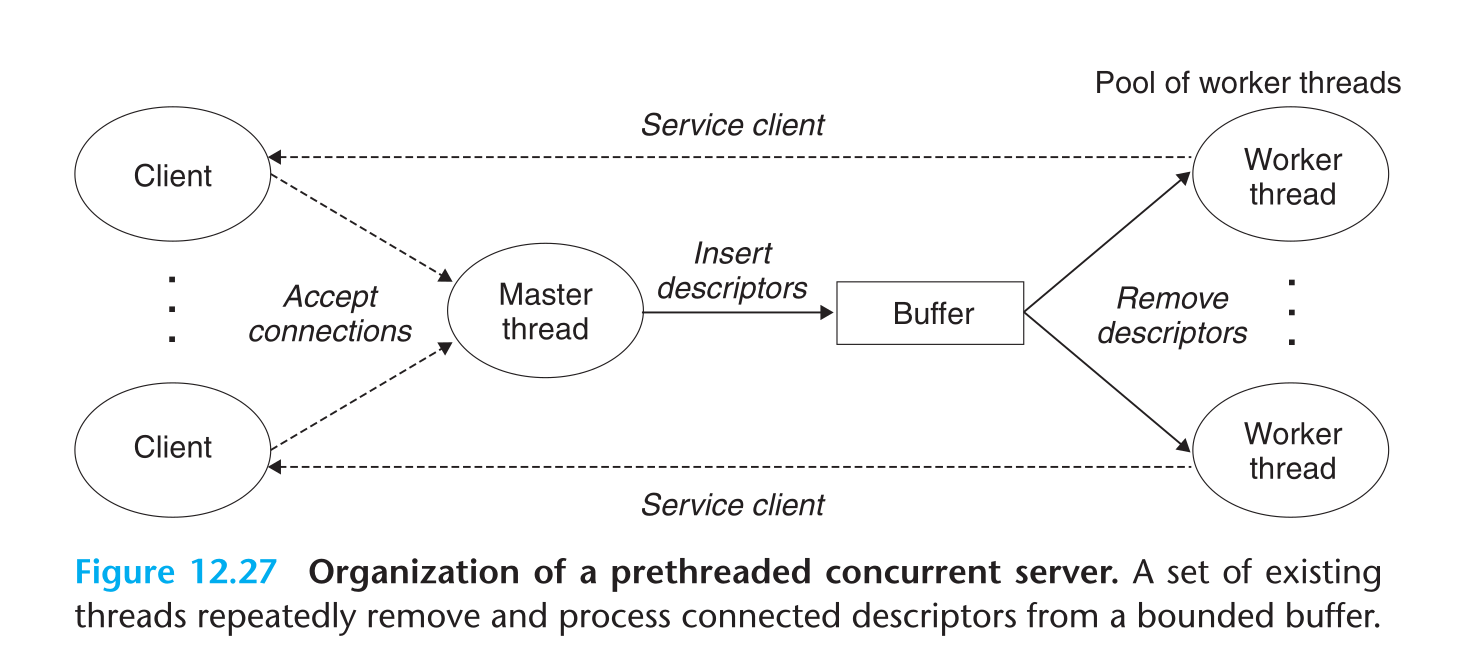 Pool of worker threads
Service client
Client
Worker
thread
Insert
descriptors
Accept
connections
Master
thread
Buffer
Remove
descriptors
Client
Worker
thread
Service client
Figure 12.27 Organization of a prethreaded concurrent server. A set of existing
threads repeatedly remove and process connected descriptors from a bounded buffer.